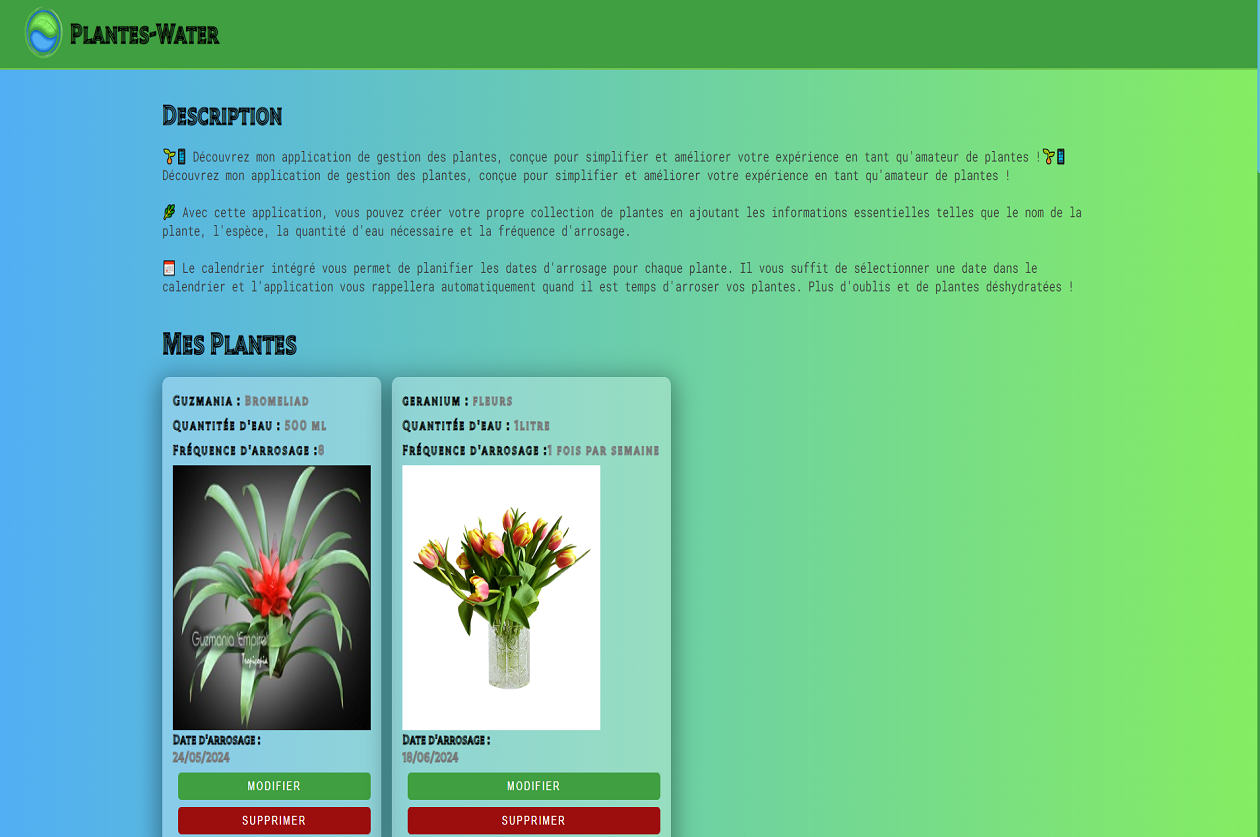 Plantes-Water
Description
Découvrez mon application de gestion des plantes, conçue pour simplifier et améliorer votre expérience en tant qu'amateur de plantes !
Découvrez mon application de gestion des plantes, conçue pour simplifier et améliorer votre expérience en tant qu'amateur de plantes !
Avec cette application, vous pouvez créer votre propre collection de plantes en ajoutant les informations essentielles telles que le nom de la
plante, l'espèce, la quantité d'eau nécessaire et la fréquence d'arrosage.
Le calendrier intégré vous permet de planifier les dates d'arrosage pour chaque plante. Il vous suffit de sélectionner une date dans le
calendrier et l'application vous rappellera automatiquement quand il est temps d'arroser vos plantes. Plus d'oublis et de plantes déshydratées !
Mes Plantes
Guzmania : Bromeliad
Quantitée d'eau : 500 ml
Fréquence d'arrosage :8
Guzmania 'Empire'
Tropicopia
Date d'arrosage :
24/05/2024
MODIFIER
SUPPRIMER
geranium : fleurs
Quantitée d'eau : 1litre
Fréquence d'arrosage :1 fois par semaine
Date d'arrosage :
18/06/2024
MODIFIER
SUPPRIMER